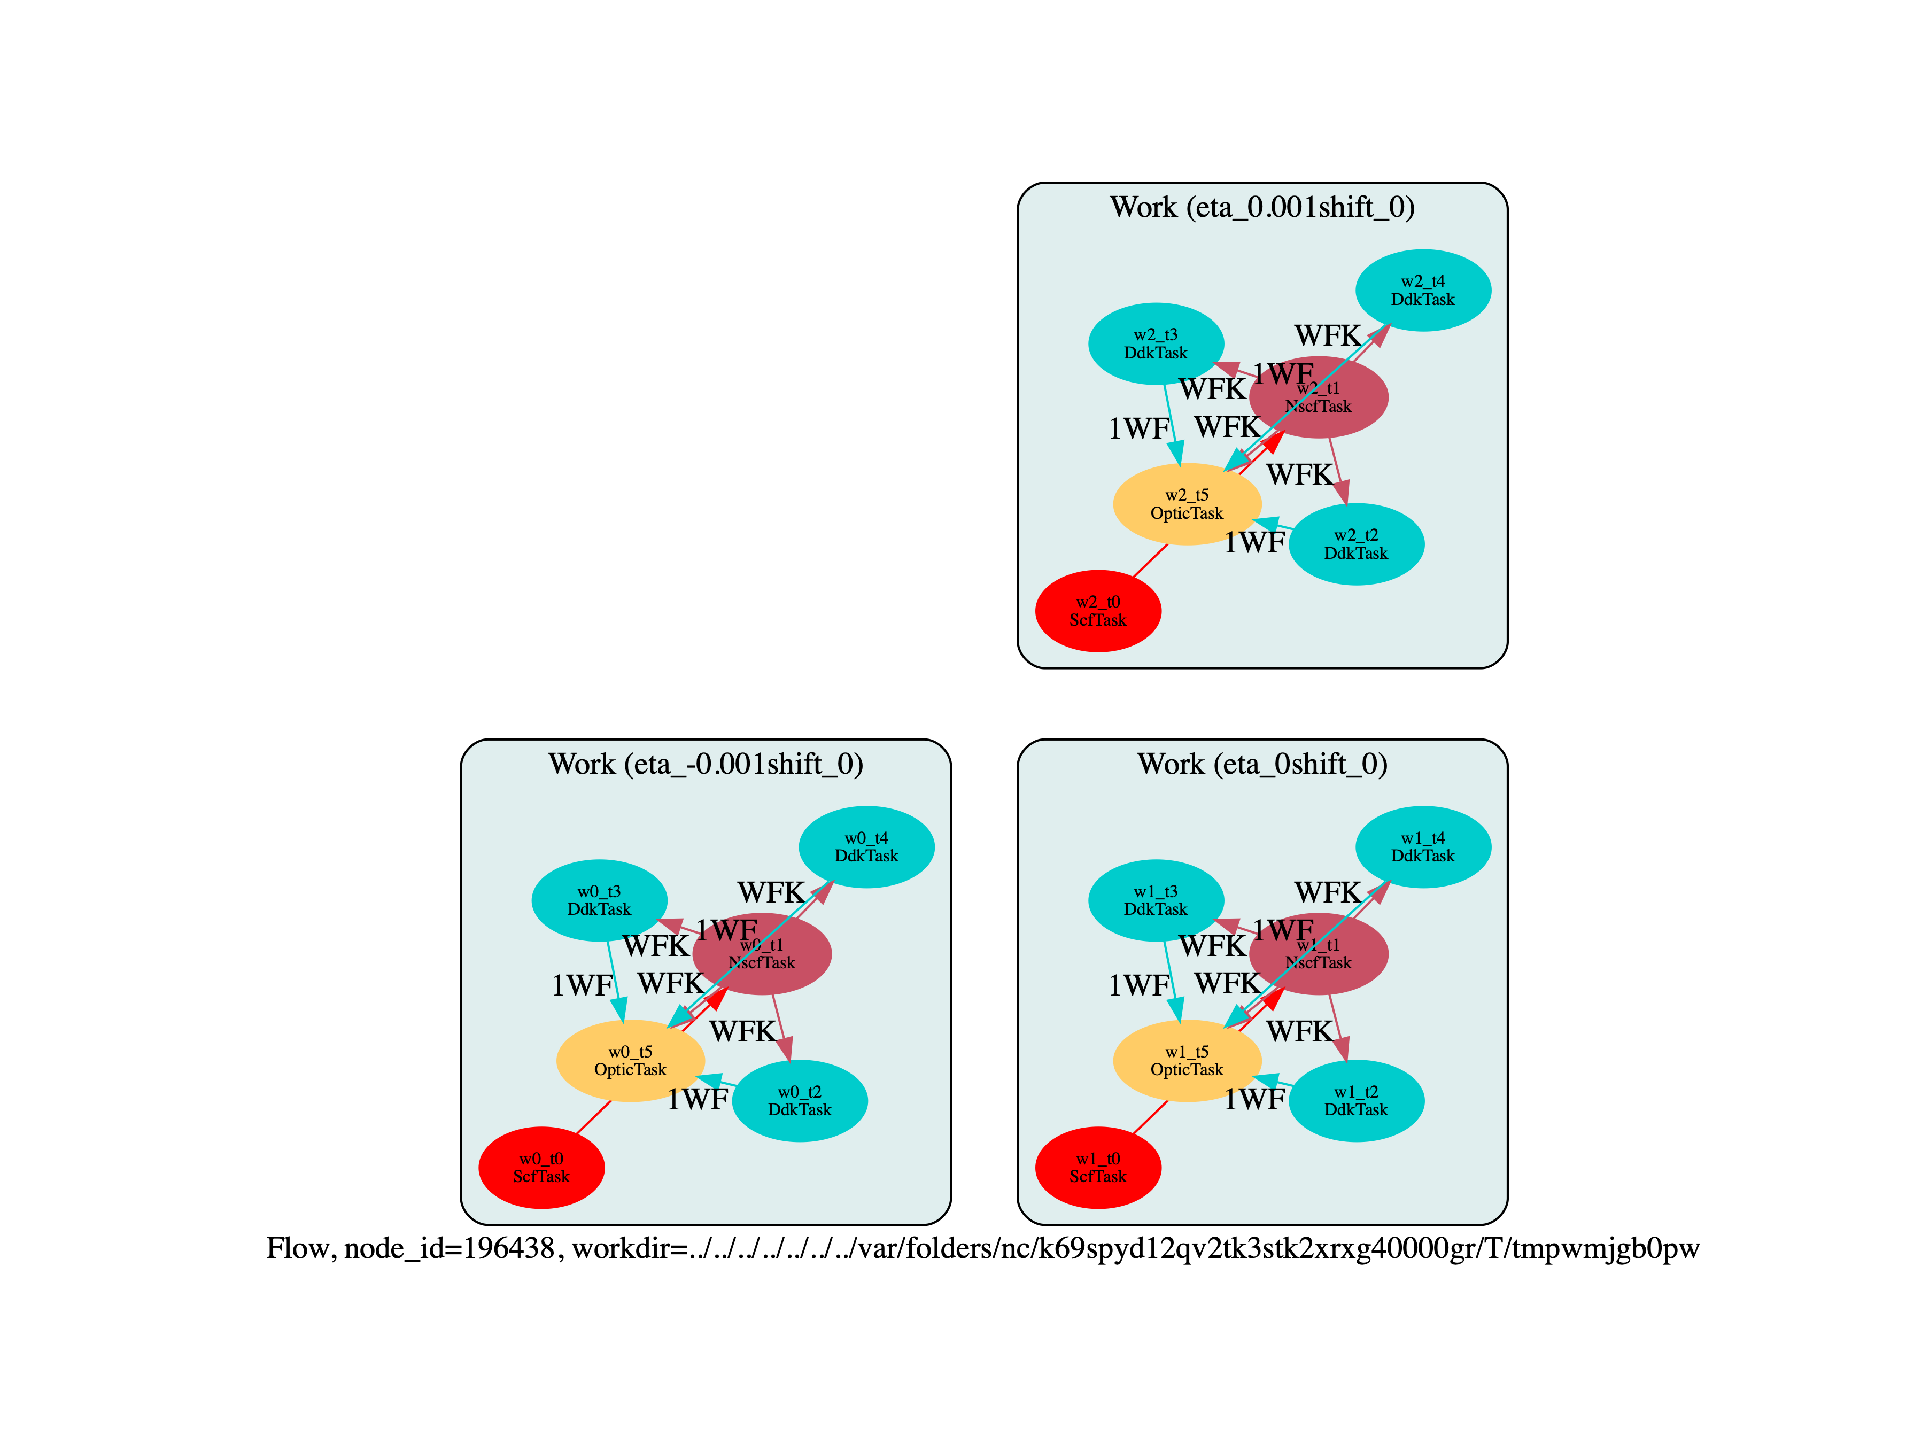 Work (eta_0.001shift_0)
w2_t4
DdkTask
w2_t3
DdkTask
WFK
1WF
WFK
w2_t1
NscfTask
1WF
WFK
WFK
w2_t5
OpticTask
1WF
w2_t2
DdkTask
w2_t0
ScfTask
Work (eta_-0.001shift_0)
w0_t4
DdkTask
w0_t3
DdkTask
WFK
1WF
WFK
w0_t1
NscfTask
1WF
WFK
WFK
w0_t5
OpticTask
1WF
w0_t2
DdkTask
w0_t0
ScfTask
Work (eta_0shift_0)
w1_t4
DdkTask
w1_t3
DdkTask
WFK
1WF
WFK
w1_t1
NscfTask
1WF
WFK
WFK
w1_t5
OpticTask
1WF
w1_t2
DdkTask
w1_t0
ScfTask
Flow, node_id=196438, workdir=../../../../../../../var/folders/nc/k69spyd12qv2tk3stk2xrxg40000gr/T/tmpwmjgb0pw